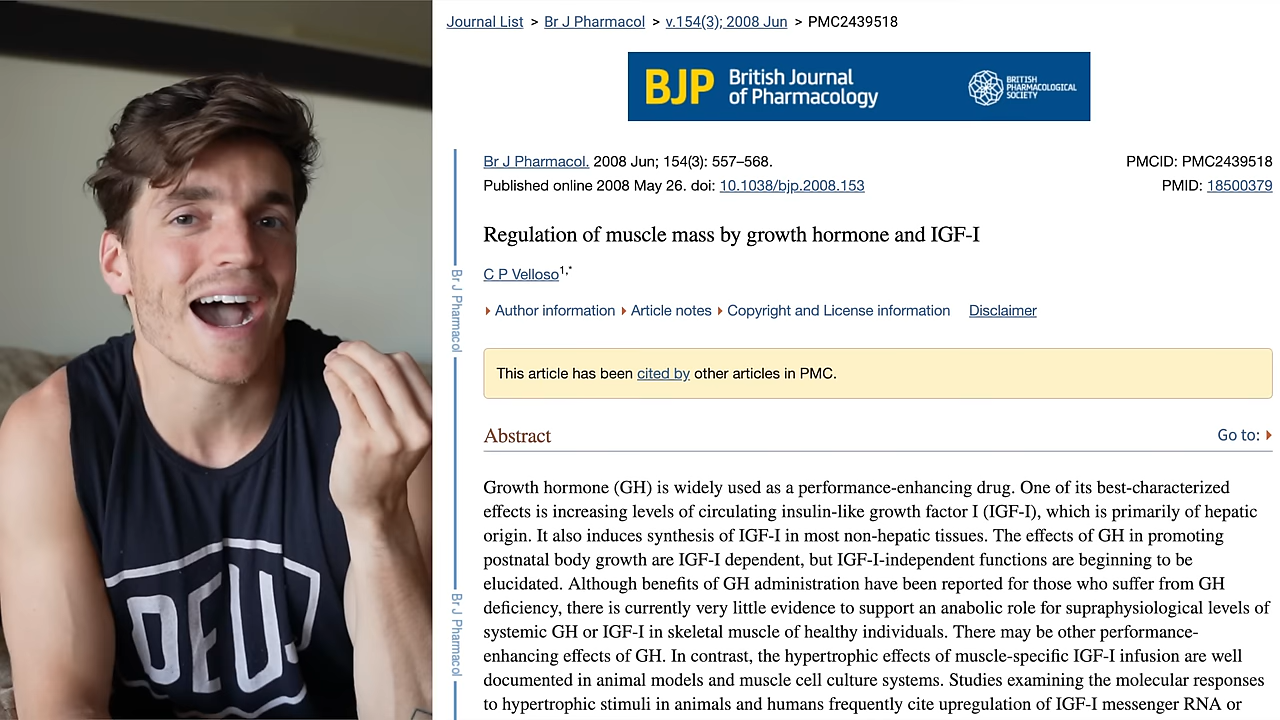 Journal List > Br J Pharmacol > v.154(3); 2008 Jun > PMC2439518
BJP British Journal of Pharmacology
BRITISH PHARMACOLOGICAL SOCIETY
Br J Pharmacol. 2008 Jun; 154(3): 557–568.
PMCID: PMC2439518
Published online 2008 May 26. doi: 10.1038/bjp.2008.153
PMID: 18500379
Regulation of muscle mass by growth hormone and IGF-I
C P Velloso1,*
Author information Article notes Copyright and License information Disclaimer
This article has been cited by other articles in PMC.
Abstract
Go to:
Growth hormone (GH) is widely used as a performance-enhancing drug. One of its best-characterized
effects is increasing levels of circulating insulin-like growth factor I (IGF-I), which is primarily of hepatic
origin. It also induces synthesis of IGF-I in most non-hepatic tissues. The effects of GH in promoting
postnatal body growth are IGF-I dependent, but IGF-I-independent functions are beginning to be
elucidated. Although benefits of GH administration have been reported for those who suffer from GH
deficiency, there is currently very little evidence to support an anabolic role for supraphysiological levels of
systemic GH or IGF-I in skeletal muscle of healthy individuals. There may be other performance-
enhancing effects of GH. In contrast, the hypertrophic effects of muscle-specific IGF-I infusion are well
documented in animal models and muscle cell culture systems. Studies examining the molecular responses
to hypertrophic stimuli in animals and humans frequently cite upregulation of IGF-I messenger RNA or
Br J Pharmacol
Br J Pharmacol
DEUJ